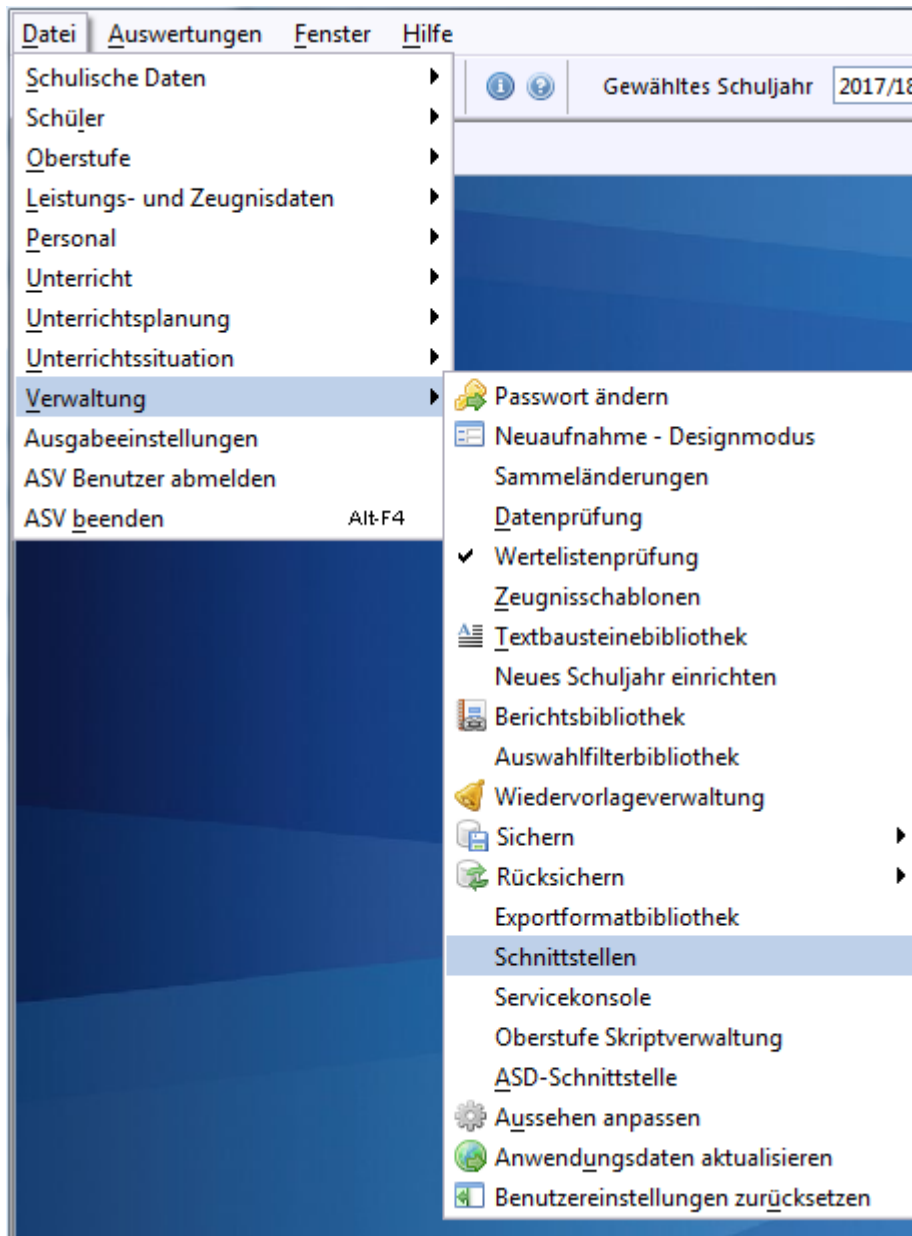 Datei Auswertungen Fenster Hilfe
Gewähltes Schuljahr 2017/18
Schulische Daten
Schüler
Oberstufe
Leistungs- und Zeugnisdaten
Personal
Unterricht
Unterrichtsplanung
Unterrichtssituation
Verwaltung
Ausgabeeinstellungen
ASV Benutzer abmelden
ASV beenden Alt-F4
Passwort ändern
Neuaufnahme - Designmodus
Sammeländerungen
Datenprüfung
Wertelistenprüfung
Zeugnisschablonen
Textbausteinebibliothek
Neues Schuljahr einrichten
Berichtsbibliothek
Auswahlfilterbibliothek
Wiedervorlageverwaltung
Sichern
Rücksichern
Exportformatbibliothek
Schnittstellen
Servicekonsole
Oberstufe Skriptverwaltung
ASD-Schnittstelle
Aussehen anpassen
Anwendungsdaten aktualisieren
Benutzereinstellungen zurücksetzen